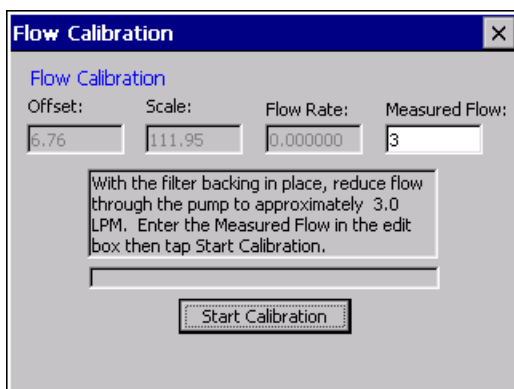 Flow Calibration
Flow Calibration
Offset: Scale: Flow Rate: Measured Flow:
6.76 111.95 0.000000 3
With the filter backing in place, reduce flow
through the pump to approximately 3.0
LPM. Enter the Measured Flow in the edit
box then tap Start Calibration.
Start Calibration